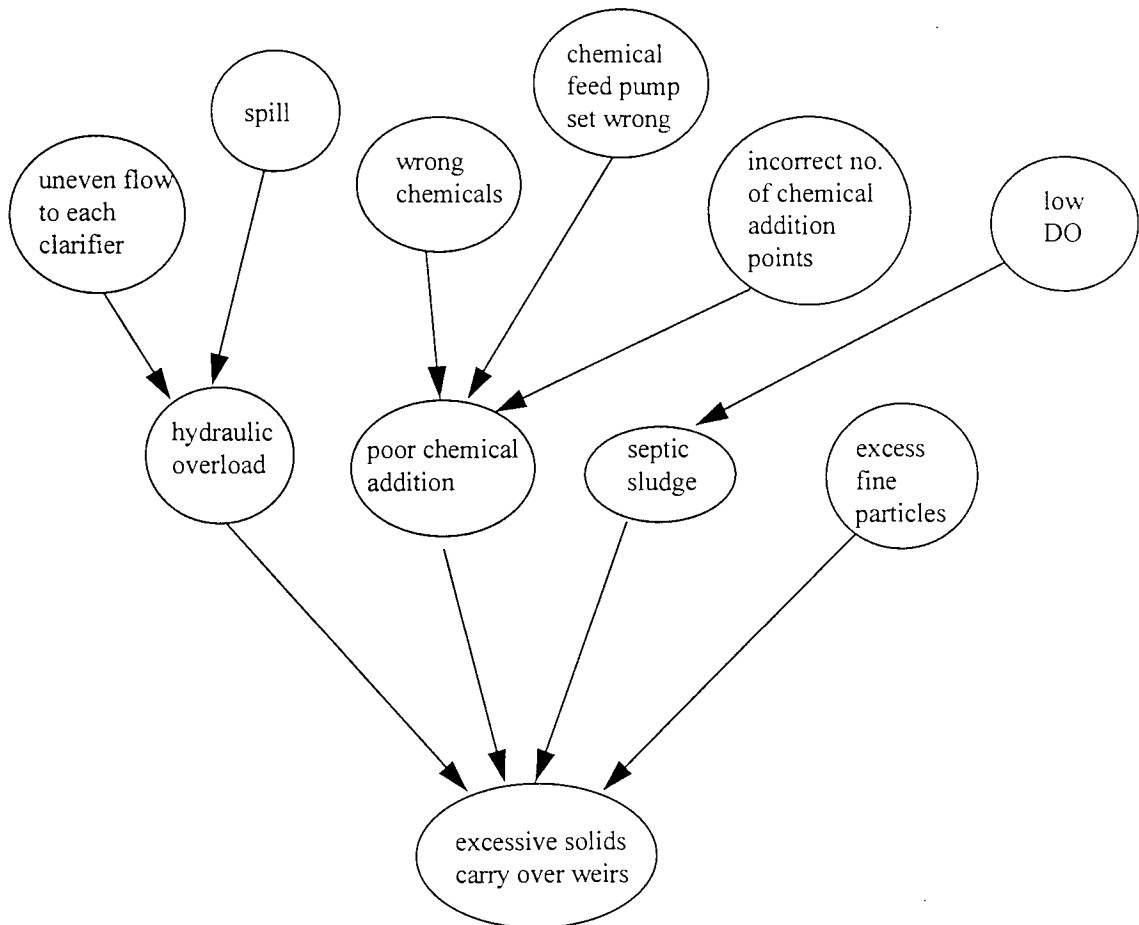 spill
chemical
feed pump
set wrong
uneven flow
to each
clarifier
wrong
chemicals
incorrect no.
of chemical
addition
points
low
DO
hydraulic
overload
poor chemical
addition
septic
sludge
excess
fine
particles
excessive solids
carry over weirs